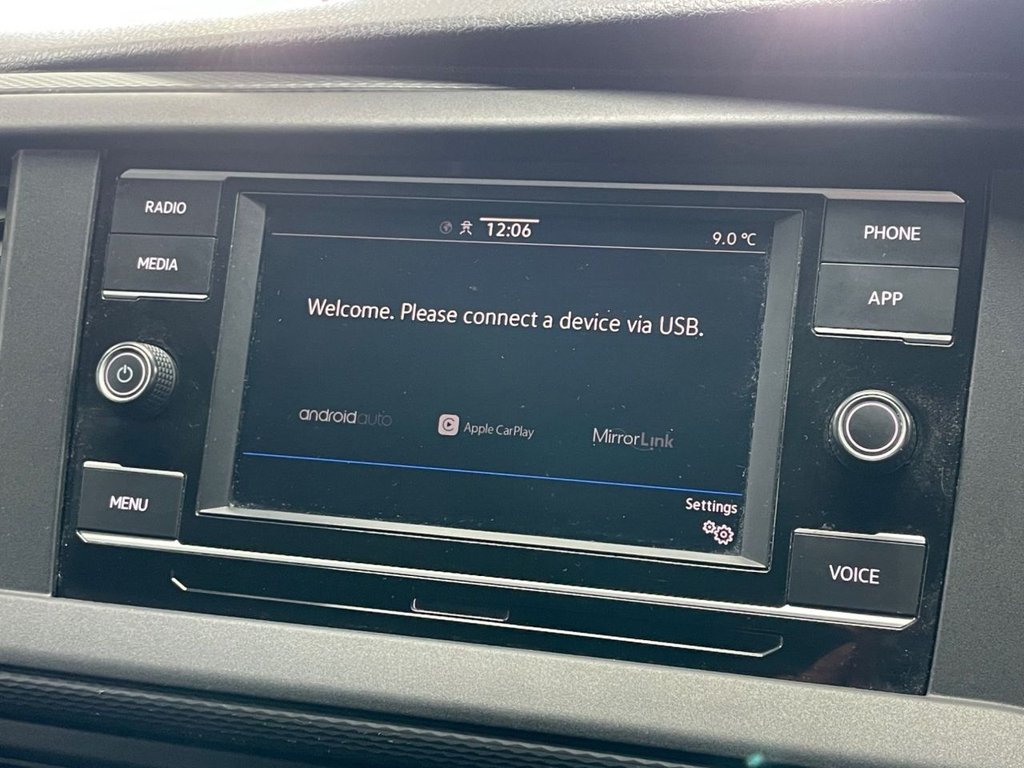 RADIO
MEDIA
MENU
12:06
9.0 °C
Welcome. Please connect a device via USB.
androidauto
Apple CarPlay
MirrorLink
Settings
PHONE
APP
VOICE